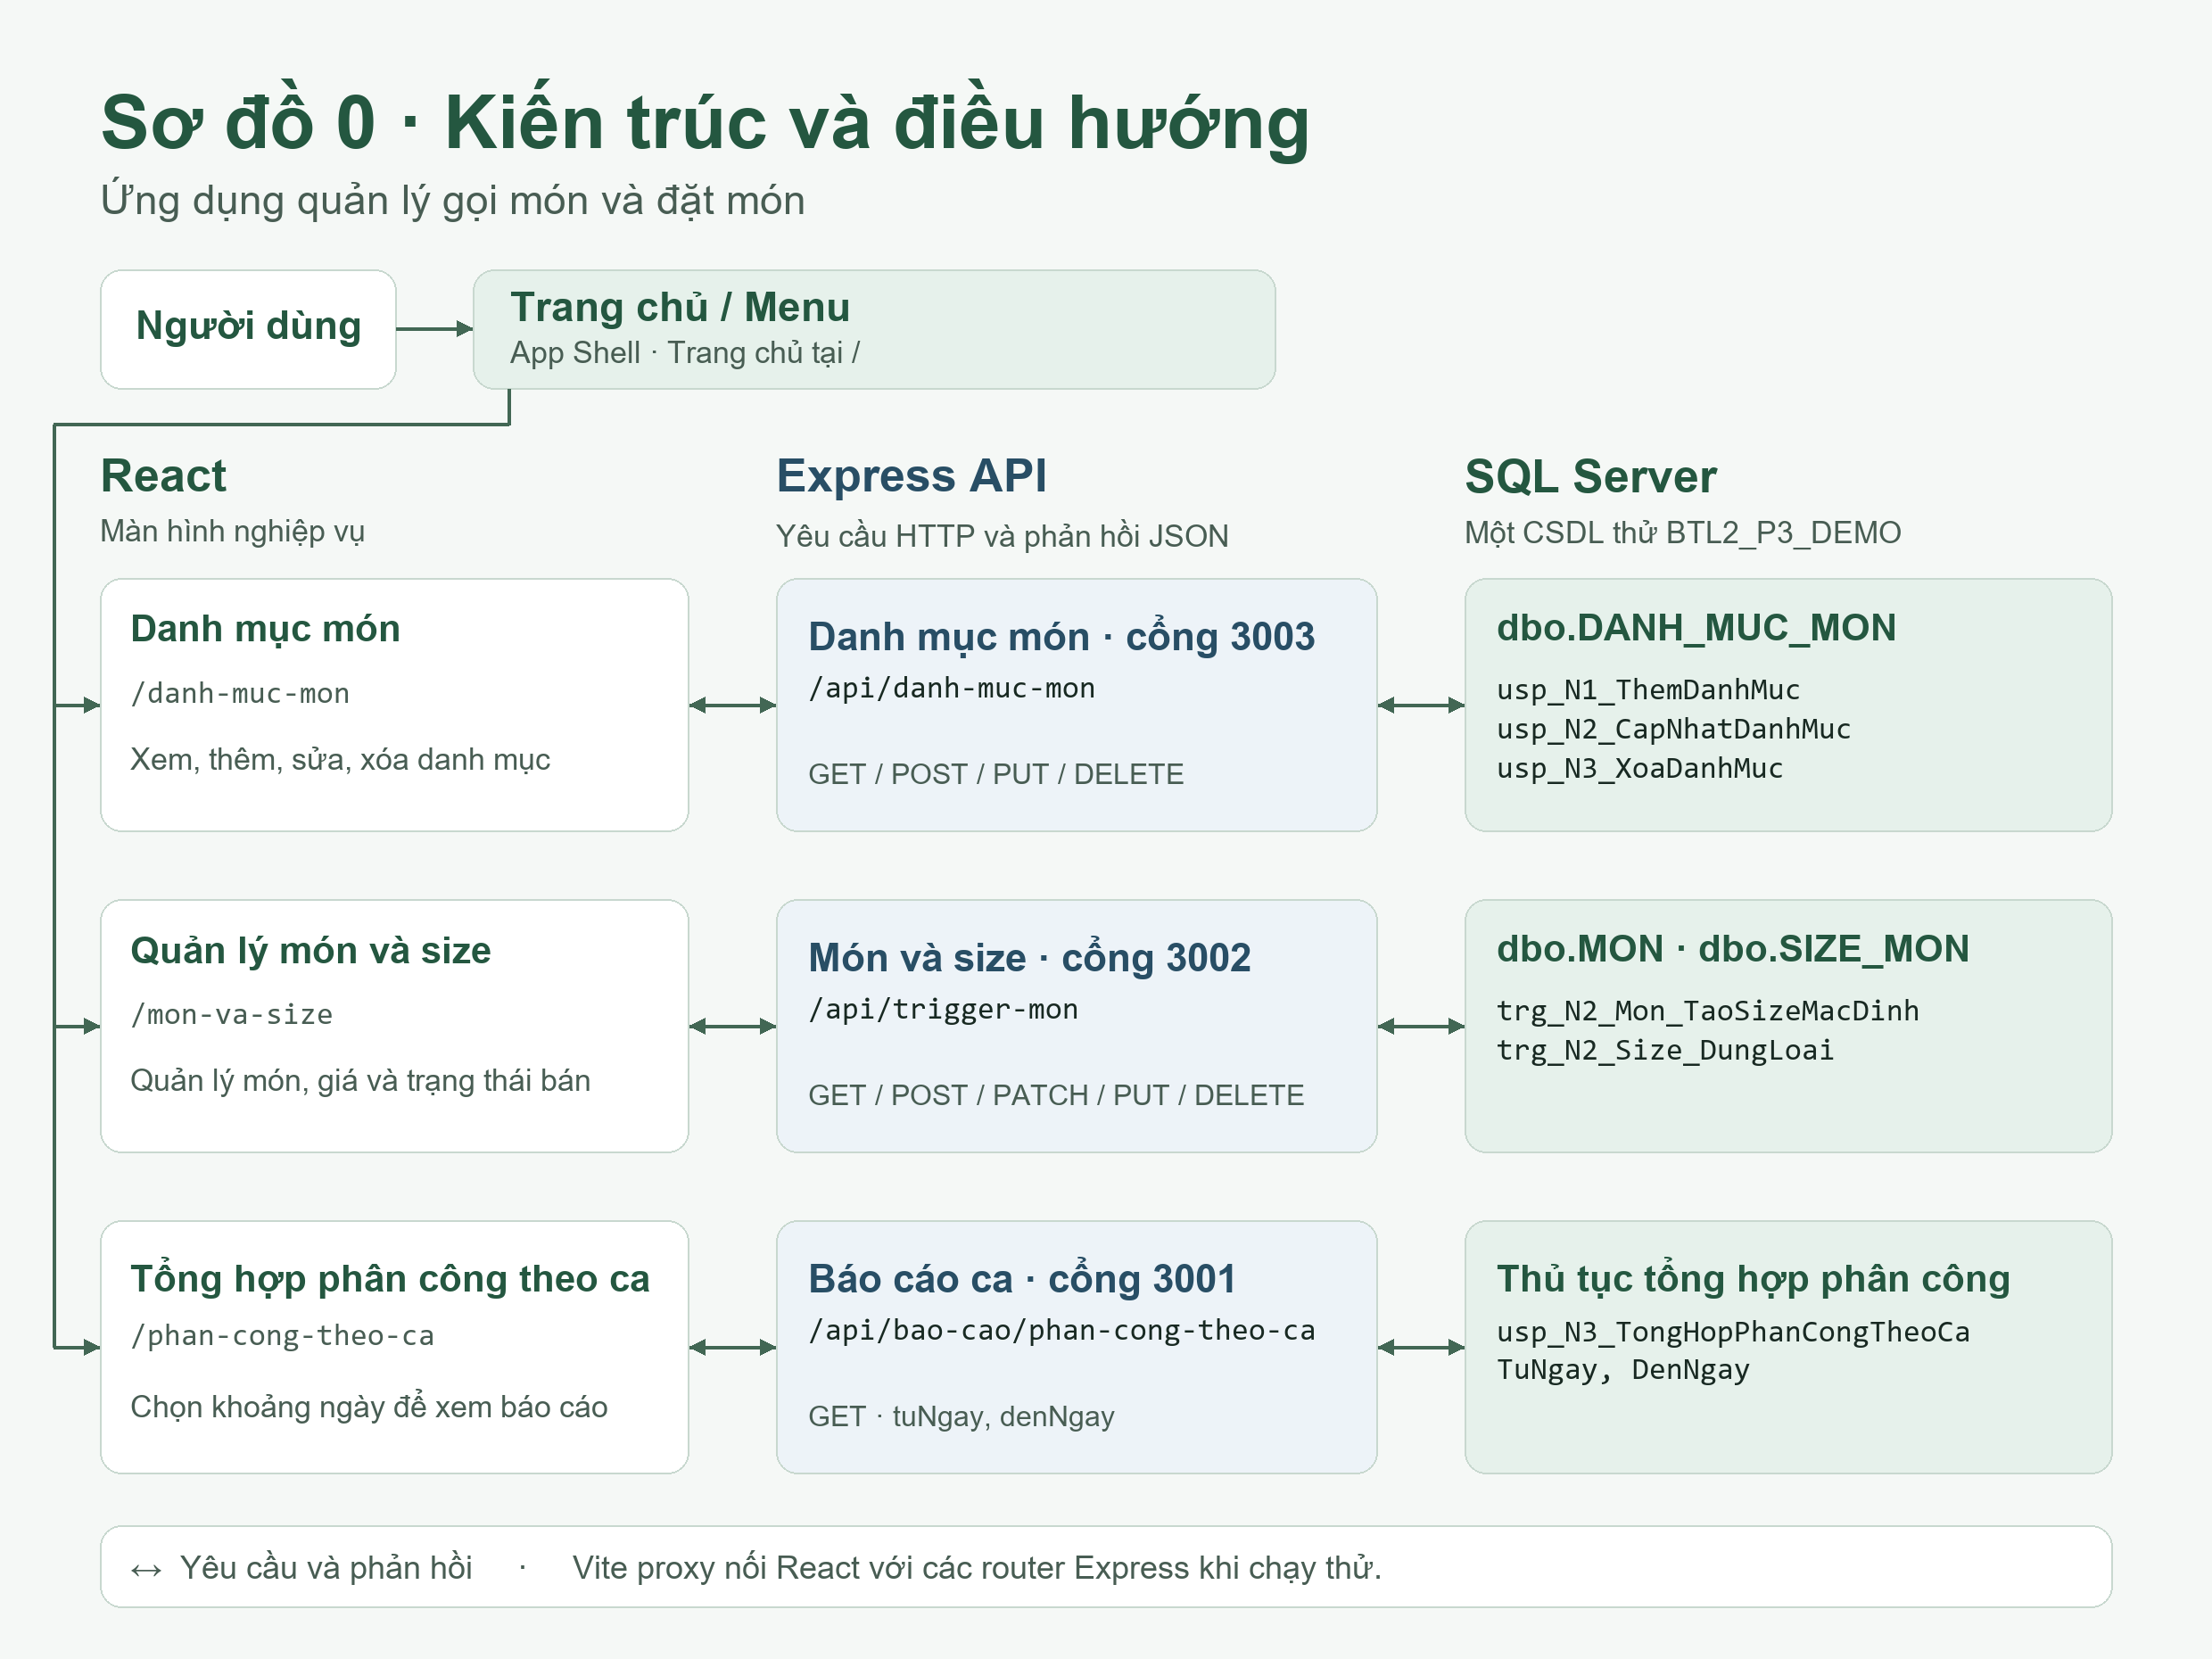 Sơ đồ 0 · Kiến trúc và điều hướng
Ứng dụng quản lý gọi món và đặt món
Người dùng
Trang chủ / Menu
App Shell · Trang chủ tại /
React
Màn hình nghiệp vụ
Express API
Yêu cầu HTTP và phản hồi JSON
SQL Server
Một CSDL thử BTL2_P3_DEMO
Danh mục món
/danh-muc-mon
Xem, thêm, sửa, xóa danh mục
Danh mục món · cổng 3003
/api/danh-muc-mon
GET / POST / PUT / DELETE
dbo.DANH_MUC_MON
usp_N1_ThemDanhMuc
usp_N2_CapNhatDanhMuc
usp_N3_XoaDanhMuc
Quản lý món và size
/mon-va-size
Quản lý món, giá và trạng thái bán
Món và size · cổng 3002
/api/trigger-mon
GET / POST / PATCH / PUT / DELETE
dbo.MON · dbo.SIZE_MON
trg_N2_Mon_TaoSizeMacDinh
trg_N2_Size_DungLoai
Tổng hợp phân công theo ca
/phan-cong-theo-ca
Chọn khoảng ngày để xem báo cáo
Báo cáo ca · cổng 3001
/api/bao-cao/phan-cong-theo-ca
GET · tuNgay, denNgay
Thủ tục tổng hợp phân công
usp_N3_TongHopPhanCongTheoCa
TuNgay, DenNgay
↔ Yêu cầu và phản hồi · Vite proxy nối React với các router Express khi chạy thử.